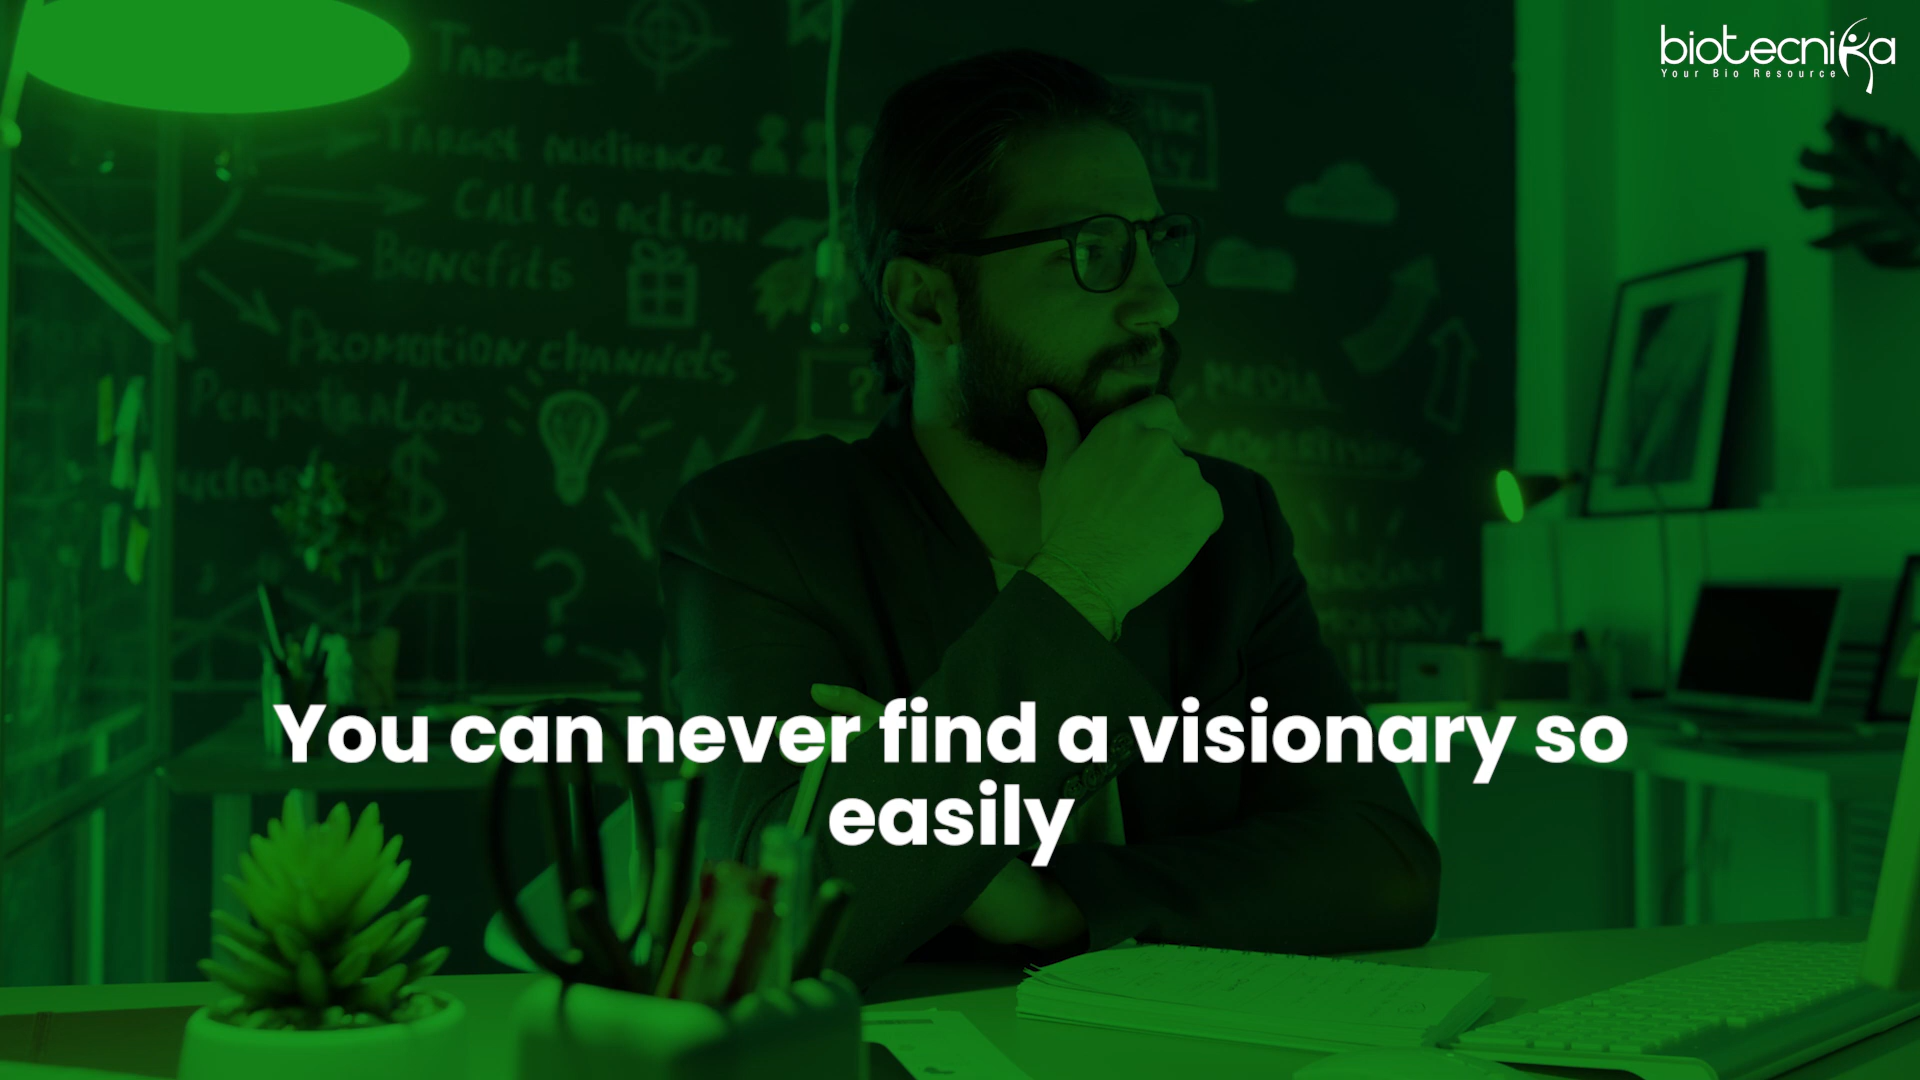 biotecnika
Your Bio Resource
Target
Target audience
Call to action
Benefits
Promotion channels
MEDIA
You can never find a visionary so
easily